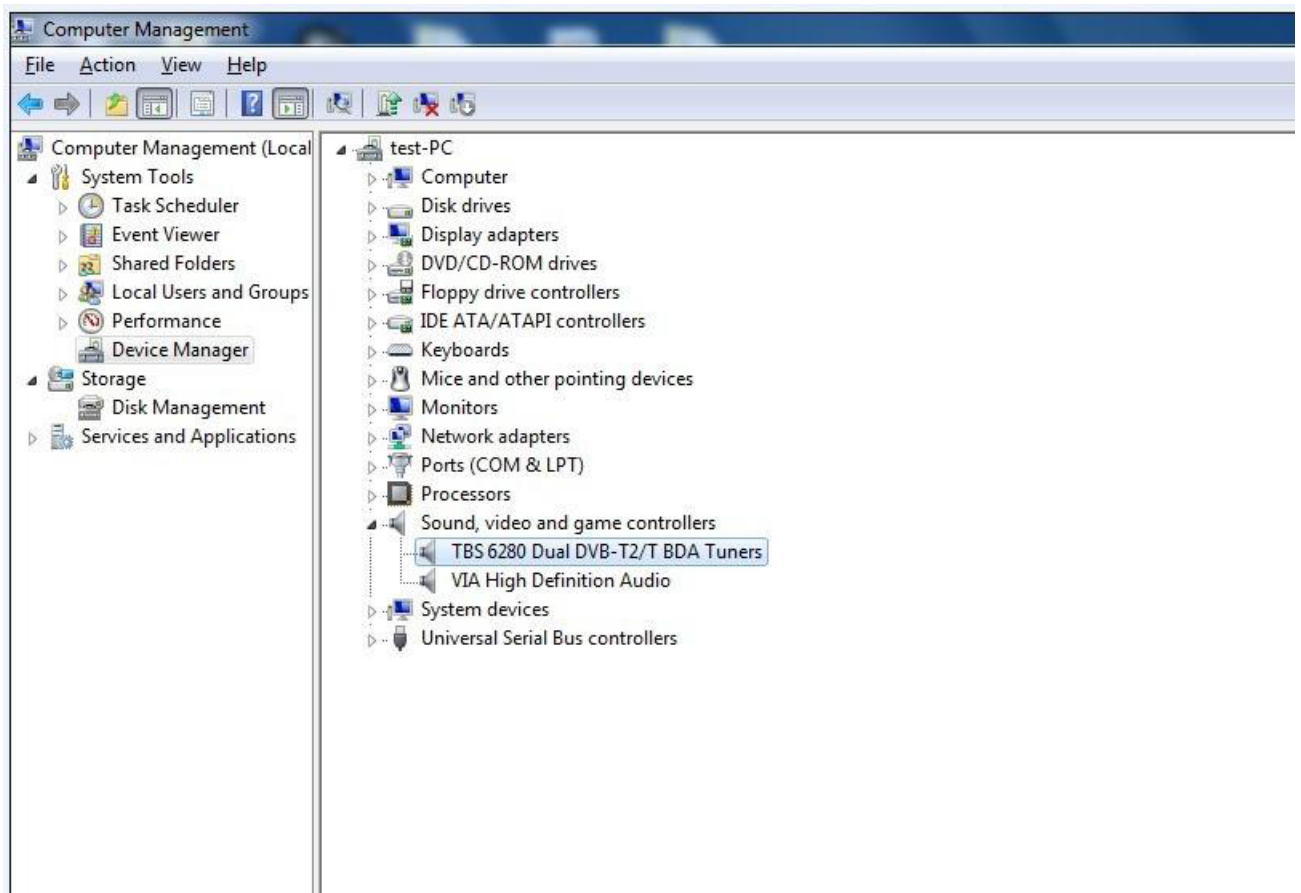 Computer Management
File Action View Help
Computer Management (Local
System Tools
Task Scheduler
Event Viewer
Shared Folders
Local Users and Groups
Performance
Device Manager
Storage
Disk Management
Services and Applications
test-PC
Computer
Disk drives
Display adapters
DVD/CD-ROM drives
Floppy drive controllers
IDE ATA/ATAPI controllers
Keyboards
Mice and other pointing devices
Monitors
Network adapters
Ports (COM & LPT)
Processors
Sound, video and game controllers
TBS 6280 Dual DVB-T2/T BDA Tuners
VIA High Definition Audio
System devices
Universal Serial Bus controllers